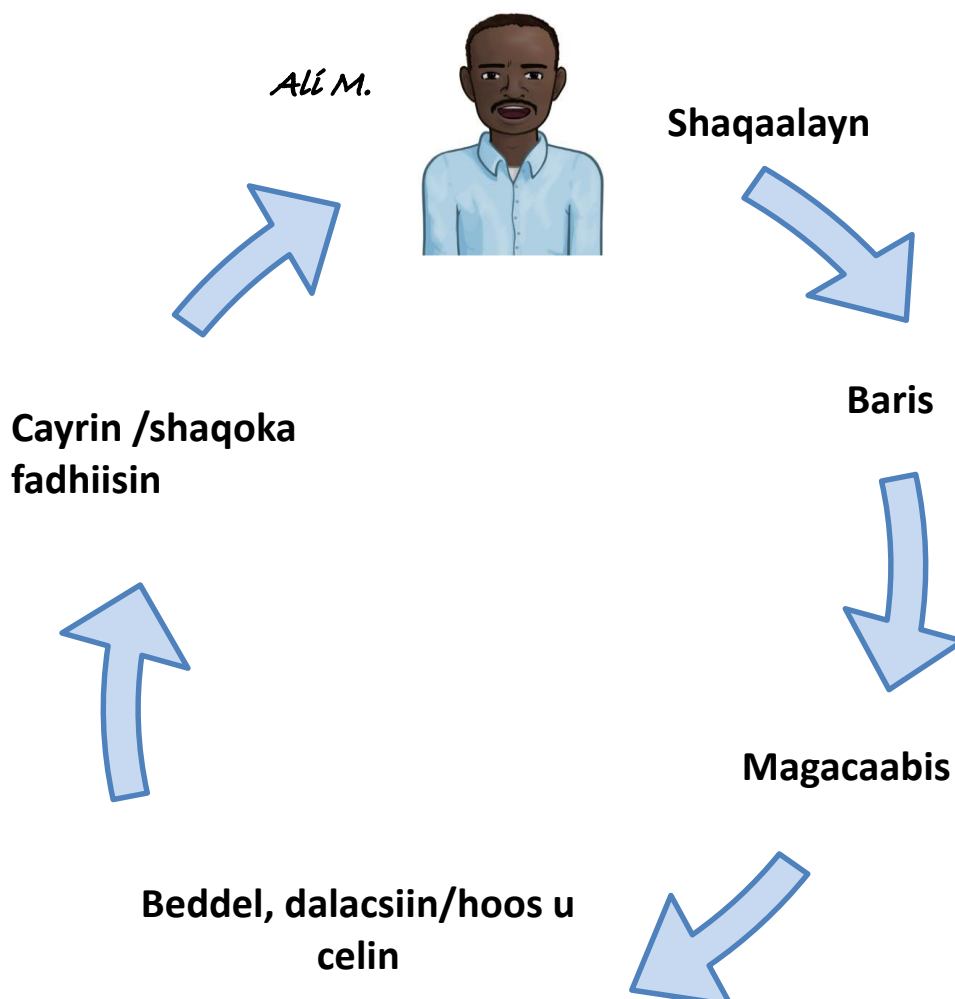 Ali M.
Shaqaalayn
Baris
Magacaabis
Beddel, dalacsiin/hoos u
celin
Cayrin /shaqoka
fadhiisin